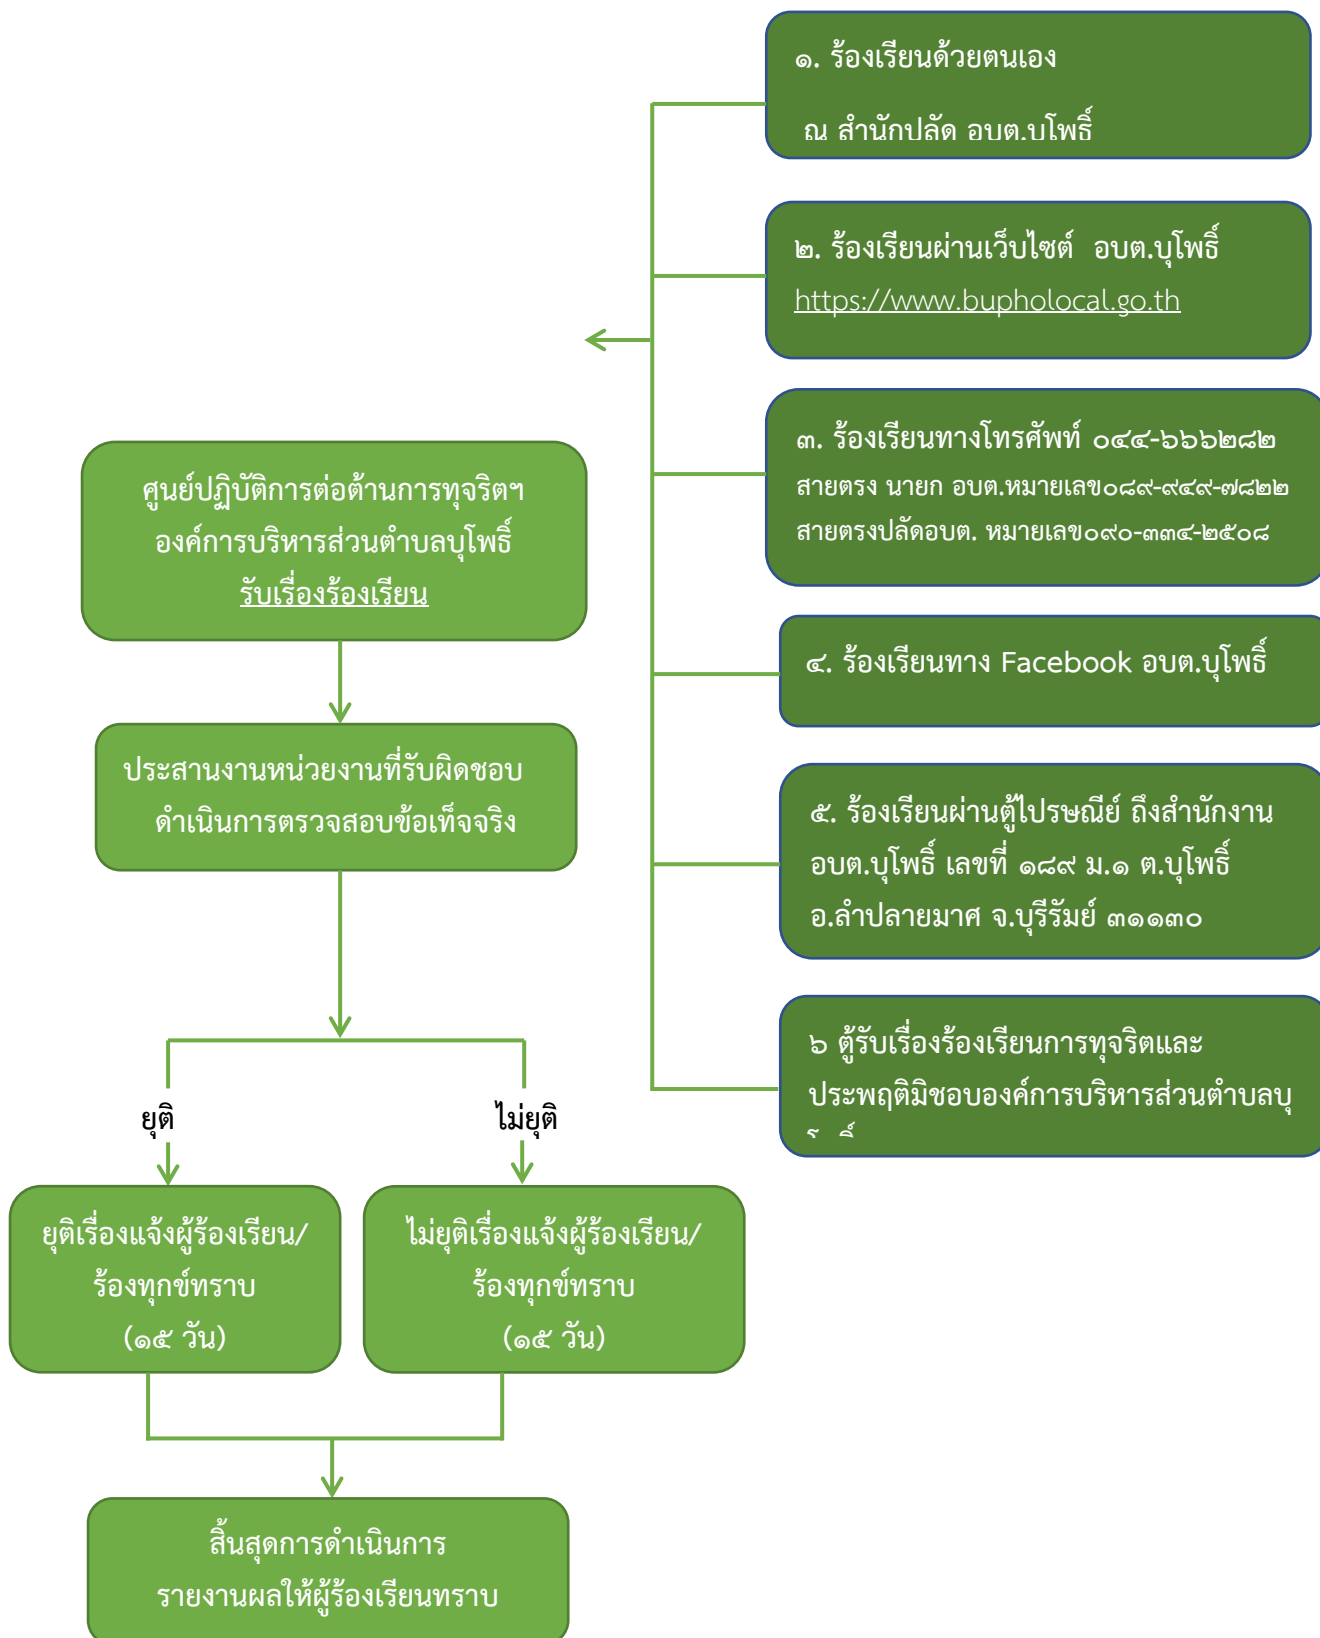 ๑. ร้องเรียนด้วยตนเอง
ณ สำนักปลัด อบต.บุโพธิ์
๒. ร้องเรียนผ่านเว็บไซต์ อบต.บุโพธิ์
https://www.bupholocal.go.th
๓. ร้องเรียนทางโทรศัพท์ ๐๔๔-๖๖๖๒๘๒
สายตรง นายก อบต.หมายเลข๐๘๙-๙๔๙-๗๘๒๒
สายตรงปลัดอบต. หมายเลข๐๙๐-๓๓๔-๒๕๐๘
๔. ร้องเรียนทาง Facebook อบต.บุโพธิ์
๕. ร้องเรียนผ่านตู้ไปรษณีย์ ถึงสำนักงาน
อบต.บุโพธิ์ เลขที่ ๑๘๙ ม.๑ ต.บุโพธิ์
อ.ลำปลายมาศ จ.บุรีรัมย์ ๓๑๑๓๐
๖ ตู้รับเรื่องร้องเรียนการทุจริตและ
ประพฤติมิชอบองค์การบริหารส่วนตำบลบุ
ศูนย์ปฏิบัติการต่อต้านการทุจริตฯ
องค์การบริหารส่วนตำบลบุโพธิ์
รับเรื่องร้องเรียน
ประสานงานหน่วยงานที่รับผิดชอบ
ดำเนินการตรวจสอบข้อเท็จจริง
ยุติ
ไม่ยุติ
ยุติเรื่องแจ้งผู้ร้องเรียน/
ร้องทุกข์ทราบ
(๑๕ วัน)
ไม่ยุติเรื่องแจ้งผู้ร้องเรียน/
ร้องทุกข์ทราบ
(๑๕ วัน)
สิ้นสุดการดำเนินการ
รายงานผลให้ผู้ร้องเรียนทราบ